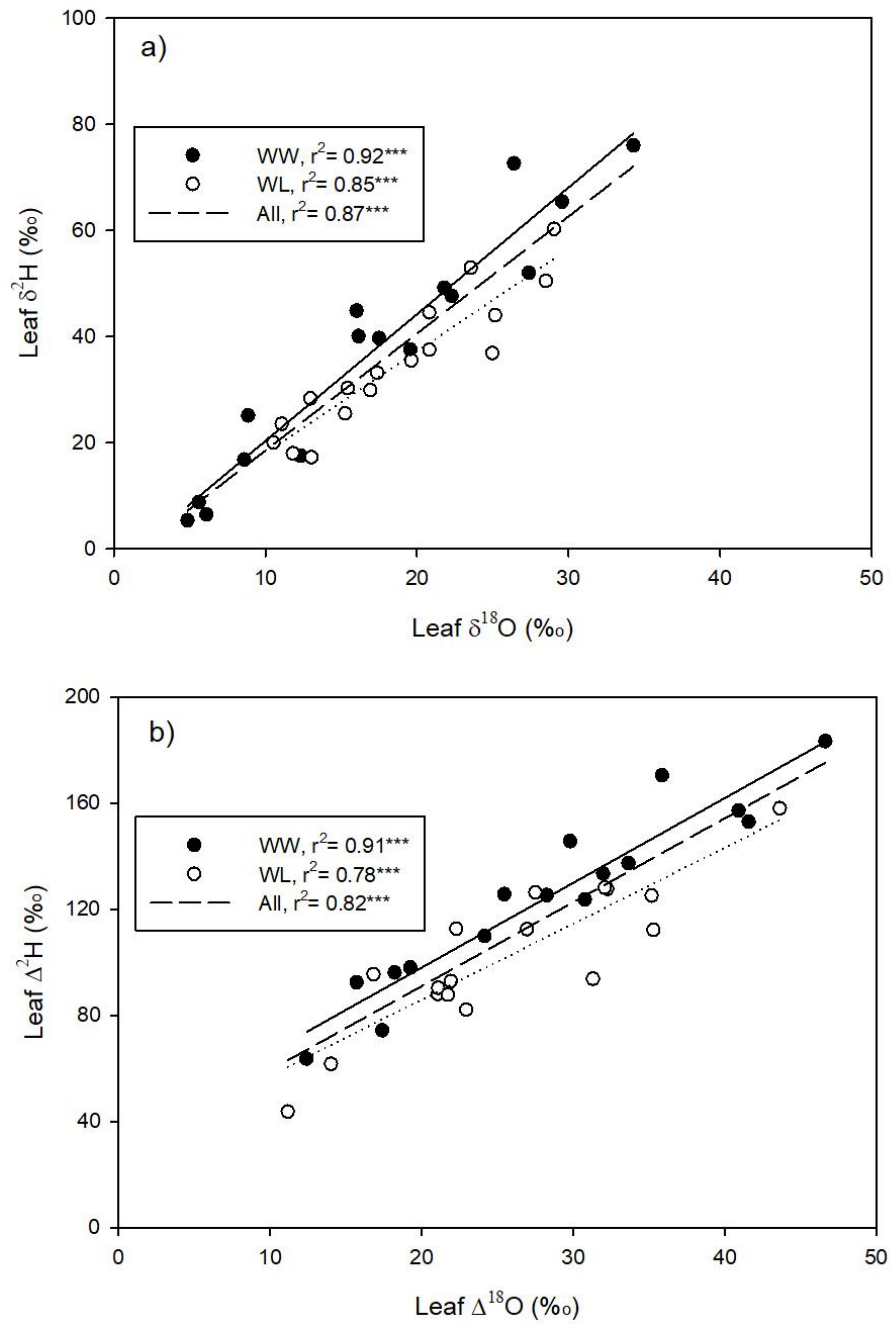 a)
100
80
60
40
20
0
WW, r²= 0.92***
WL, r²= 0.85***
All, r²= 0.87***
Leaf δ²H (‰)
0 10 20 30 40 50
Leaf δ¹⁸O (‰)
b)
200
160
120
80
40
0
WW, r²= 0.91***
WL, r²= 0.78***
All, r²= 0.82***
Leaf Δ²H (‰)
0 10 20 30 40 50
Leaf Δ¹⁸O (‰)